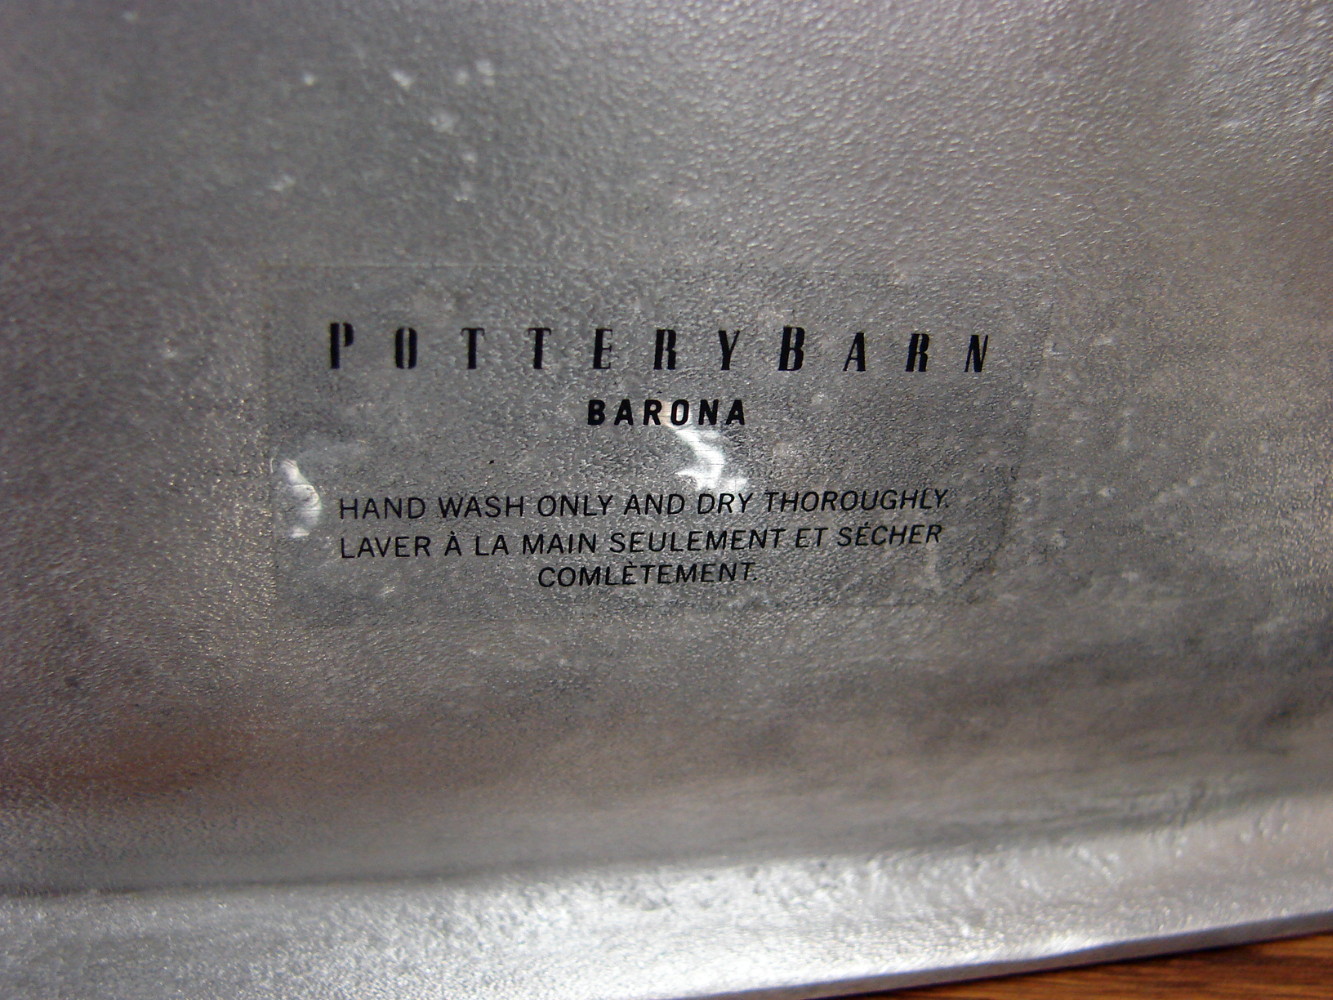 POTTERYBARN
BARONA
HAND WASH ONLY AND DRY THOROUGHLY.
LAVER À LA MAIN SEULEMENT ET SÉCHER
COMLÈTEMENT.